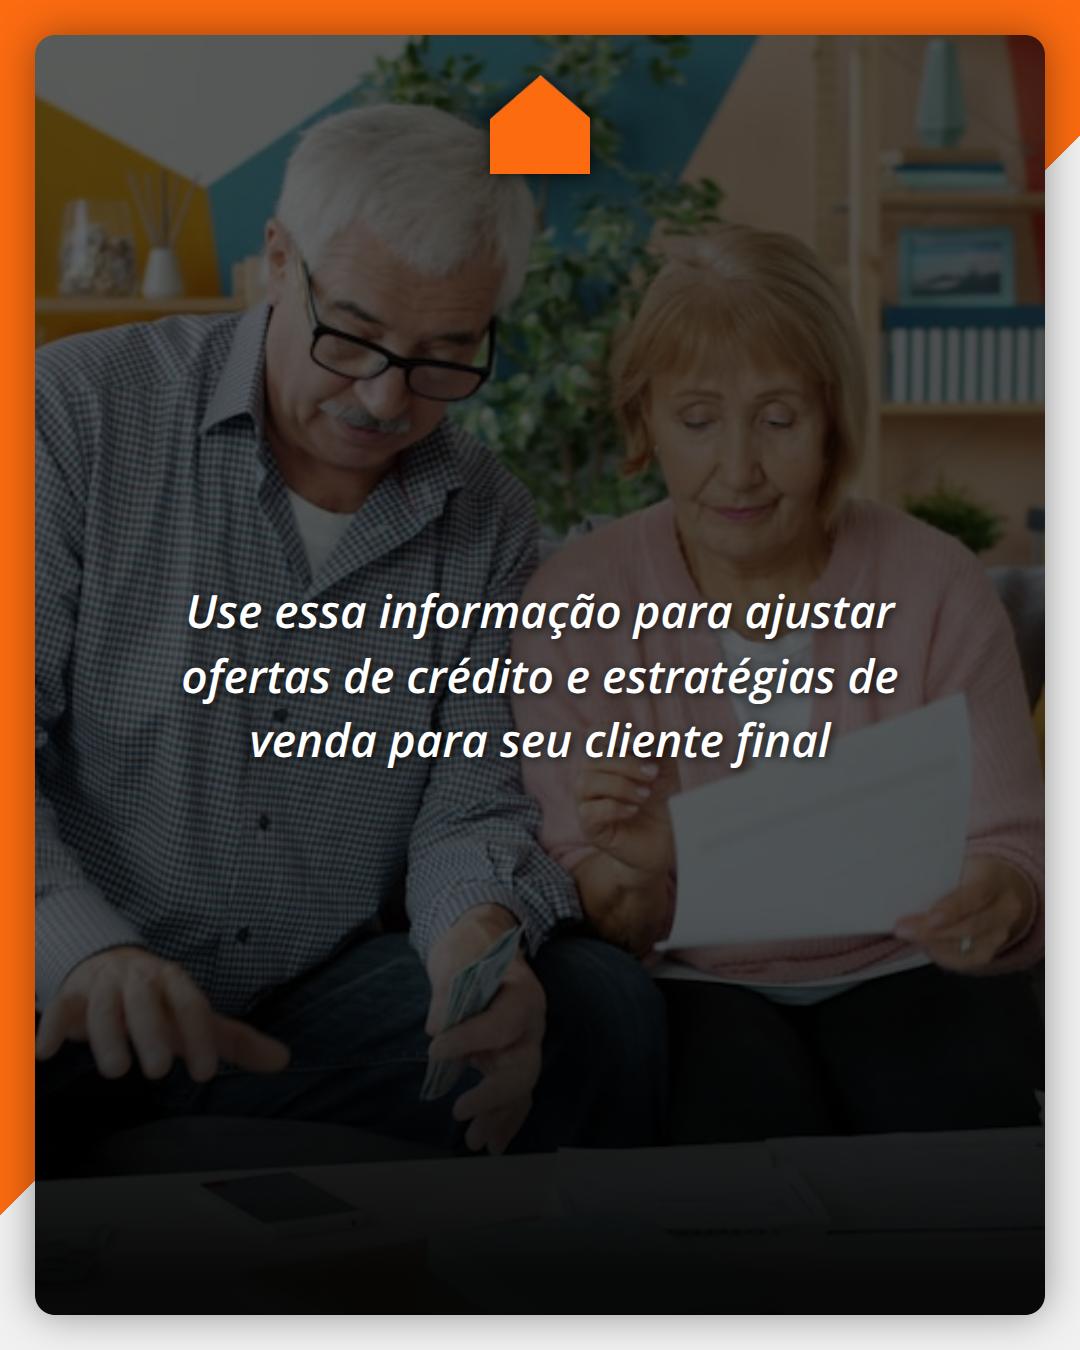 Use essa informação para ajustar
ofertas de crédito e estratégias de
venda para seu cliente final